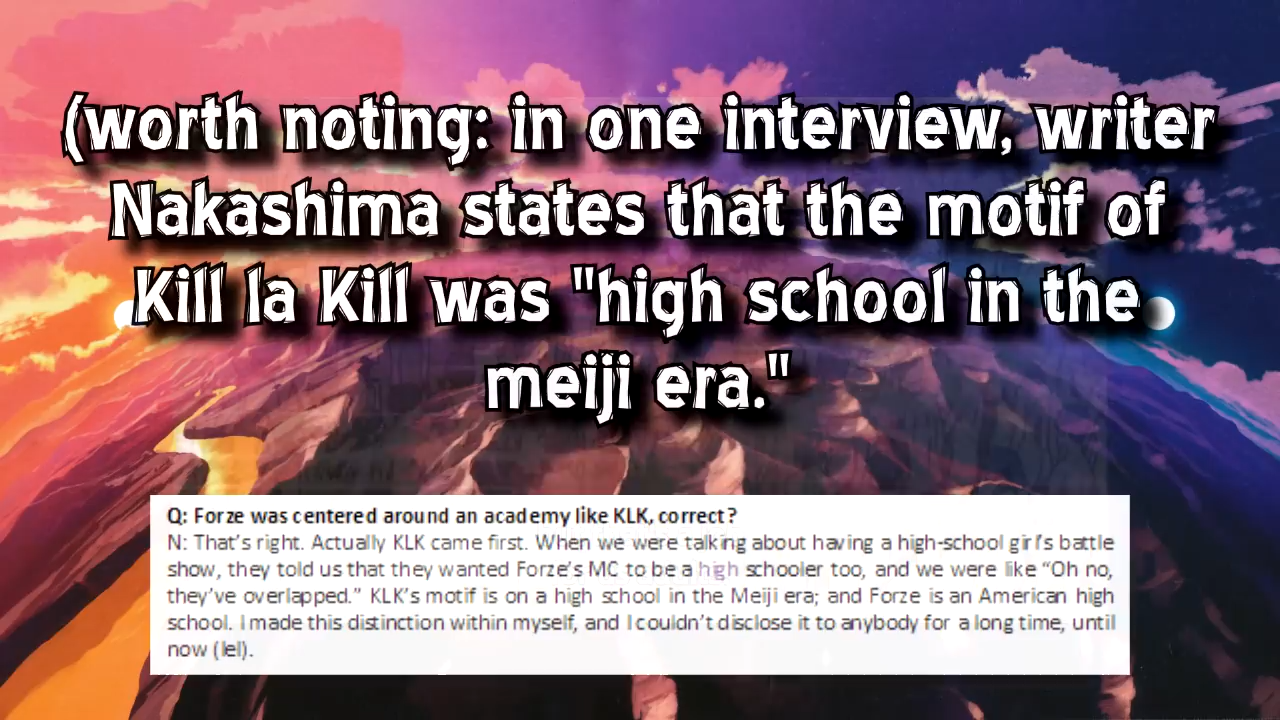 (worth noting: in one interview, writer
Nakashima states that the motif of
Kill la Kill was "high school in the
meiji era."
Q: Forze was centered around an academy like KLK, correct?
N: That's right. Actually KLK came first. When we were talking about having a high-school girl's battle
show, they told us that they wanted Forze's MC to be a high schooler too, and we were like “Oh no,
they've overlapped.” KLK's motif is on a high school in the Meiji era; and Forze is an American high
school. I made this distinction within myself, and I couldn't disclose it to anybody for a long time, until
now (lel).